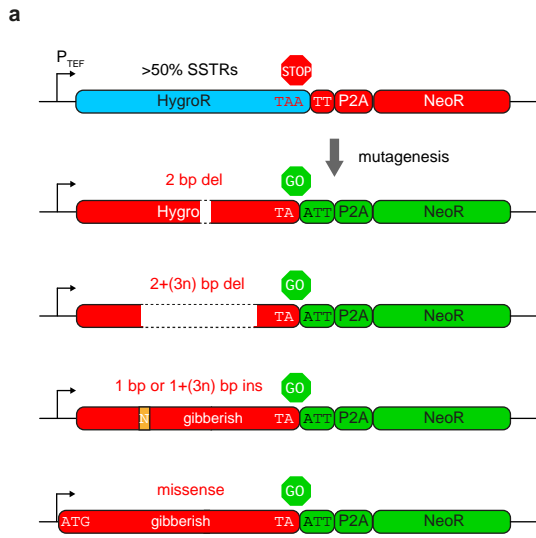 a
P_TEF
>50% SSTRs
STOP
HygroR TAA TT P2A NeoR
mutagenesis
2 bp del
GO
Hygro TA ATT P2A NeoR
2+(3n) bp del
GO
TA ATT P2A NeoR
1 bp or 1+(3n) bp ins
GO
N gibberish TA ATT P2A NeoR
missense
GO
ATG gibberish TA ATT P2A NeoR